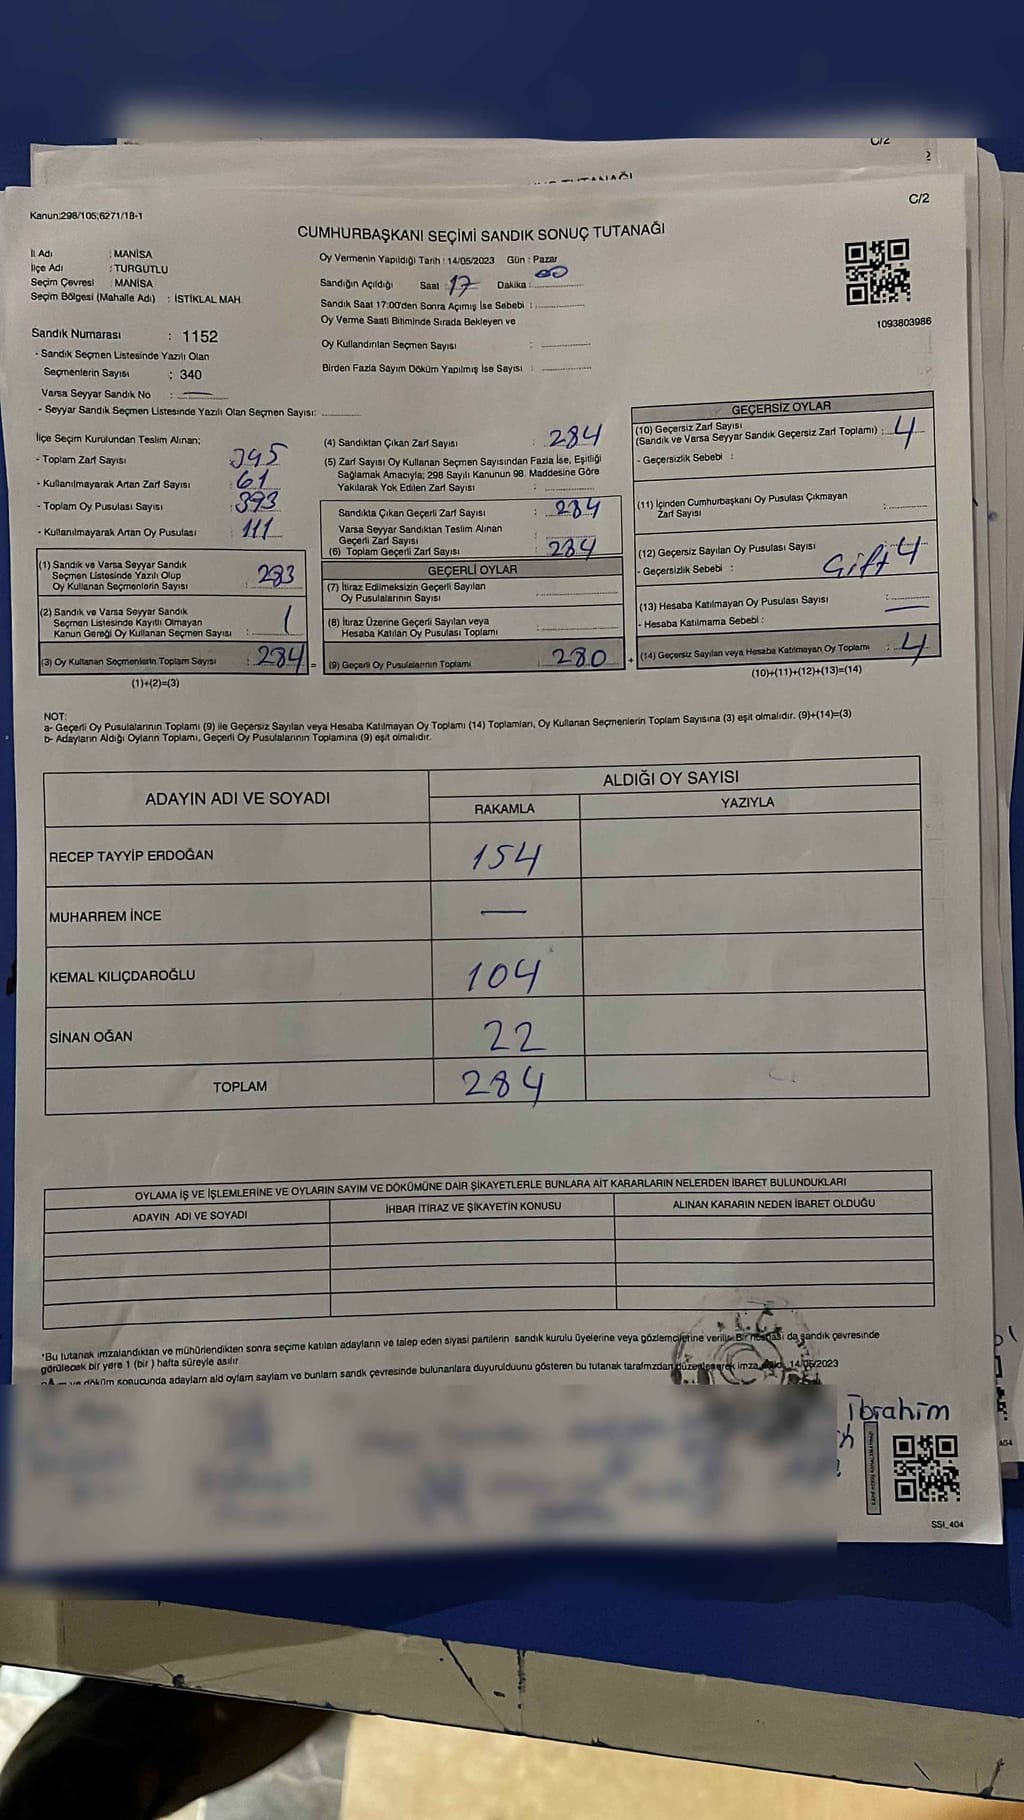 C/2
2
C/2
Kanun;298/105;6271/18-1
CUMHURBAŞKANI SEÇİMİ SANDIK SONUÇ TUTANAĞI
İl Adı : MANİSA
İlçe Adı : TURGUTLU
Seçim Çevresi : MANİSA
Seçim Bölgesi (Mahalle Adı) : İSTİKLAL MAH.
Oy Vermenin Yapıldığı Tarih : 14/05/2023 Gün : Pazar
Sandığın Açıldığı Saat : 17 Dakika : 00
Sandık Saat 17:00'den Sonra Açımış İse Sebebi :
Oy Verme Saati Bitiminde Sırada Bekleyen ve
Oy Kullandırılan Seçmen Sayısı :
Birden Fazla Sayım Döküm Yapılmış İse Sayısı :
1093803986
Sandık Numarası : 1152
- Sandık Seçmen Listesinde Yazılı Olan
Seçmenlerin Sayısı : 340
Varsa Seyyar Sandık No : —
- Seyyar Sandık Seçmen Listesinde Yazılı Olan Seçmen Sayısı:
İlçe Seçim Kurulundan Teslim Alınan;
- Toplam Zarf Sayısı : 345
- Kullanılmayarak Artan Zarf Sayısı : 61
- Toplam Oy Pusulası Sayısı : 393
- Kullanılmayarak Artan Oy Pusulası : 111
(1) Sandık ve Varsa Seyyar Sandık
Seçmen Listesinde Yazılı Olup
Oy Kullanan Seçmenlerin Sayısı : 283
(2) Sandık ve Varsa Seyyar Sandık
Seçmen Listesinde Kayıtlı Olmayan
Kanun Gereği Oy Kullanan Seçmen Sayısı : 1
(3) Oy Kullanan Seçmenlerin Toplam Sayısı : 284 =
(1)+(2)=(3)
(4) Sandıktan Çıkan Zarf Sayısı : 284
(5) Zarf Sayısı Oy Kullanan Seçmen Sayısından Fazla İse, Eşitliği
Sağlamak Amacıyla; 298 Sayılı Kanunun 98. Maddesine Göre
Yakılarak Yok Edilen Zarf Sayısı :
Sandıkta Çıkan Geçerli Zarf Sayısı : 284
Varsa Seyyar Sandıktan Teslim Alınan
Geçerli Zarf Sayısı :
(6) Toplam Geçerli Zarf Sayısı : 284
GEÇERLİ OYLAR
(7) İtiraz Edilmeksizin Geçerli Sayılan
Oy Pusulalarının Sayısı :
(8) İtiraz Üzerine Geçerli Sayılan veya
Hesaba Katılan Oy Pusulası Toplamı :
(9) Geçerli Oy Pusulalarının Toplamı : 280 +
GEÇERSİZ OYLAR
(10) Geçersiz Zarf Sayısı
(Sandık ve Varsa Seyyar Sandık Geçersiz Zarf Toplamı) : 4
- Geçersizlik Sebebi :
(11) İçinden Cumhurbaşkanı Oy Pusulası Çıkmayan
Zarf Sayısı :
(12) Geçersiz Sayılan Oy Pusulası Sayısı : 4
- Geçersizlik Sebebi : Gift
(13) Hesaba Katılmayan Oy Pusulası Sayısı : —
- Hesaba Katılmama Sebebi :
(14) Geçersiz Sayılan veya Hesaba Katılmayan Oy Toplamı : 4
(10)+(11)+(12)+(13)=(14)
NOT:
a- Geçerli Oy Pusulalarının Toplamı (9) ile Geçersiz Sayılan veya Hesaba Katılmayan Oy Toplamı (14) Toplamları, Oy Kullanan Seçmenlerin Toplam Sayısına (3) eşit olmalıdır. (9)+(14)=(3)
b- Adayların Aldığı Oyların Toplamı, Geçerli Oy Pusulalarının Toplamına (9) eşit olmalıdır.
ADAYIN ADI VE SOYADI
ALDIĞI OY SAYISI
RAKAMLA YAZIYLA
RECEP TAYYİP ERDOĞAN 154
MUHARREM İNCE —
KEMAL KILIÇDAROĞLU 104
SİNAN OĞAN 22
TOPLAM 284
OYLAMA İŞ VE İŞLEMLERİNE VE OYLARIN SAYIM VE DÖKÜMÜNE DAİR ŞİKAYETLERLE BUNLARA AİT KARARLARIN NELERDEN İBARET BULUNDUKLARI
ADAYIN ADI VE SOYADI İHBAR İTİRAZ VE ŞİKAYETİN KONUSU ALINAN KARARIN NEDEN İBARET OLDUĞU
*Bu tutanak imzalandıktan ve mühürlendikten sonra seçime katılan adayların ve talep eden siyasi partilerin sandık kurulu üyelerine veya gözlemcilerine verilir. Bir nüshası da sandık çevresinde
görülecek bir yere 1 (bir ) hafta süreyle asılır
döküm sonucunda adayların ald oyların sayları ve bunların sandk çevresinde bulunanlara duyurulduunu gösteren bu tutanak tarafmzdan düzenlenerek imza 14/05/2023
İbrahim
SSI_404